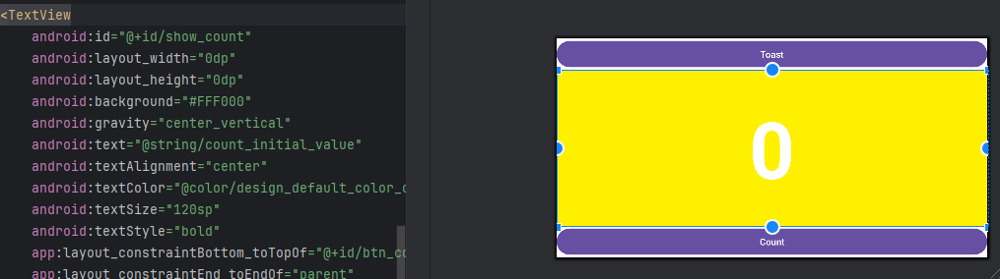 <TextView
android:id="@+id/show_count"
android:layout_width="0dp"
android:layout_height="0dp"
android:background="#FFF000"
android:gravity="center_vertical"
android:text="@string/count_initial_value"
android:textAlignment="center"
android:textColor="@color/design_default_color_
android:textSize="120sp"
android:textStyle="bold"
app:layout_constraintBottom_toTopOf="@+id/btn_co
app:layout_constraintEnd_toEndOf="parent"
Toast
0
Count